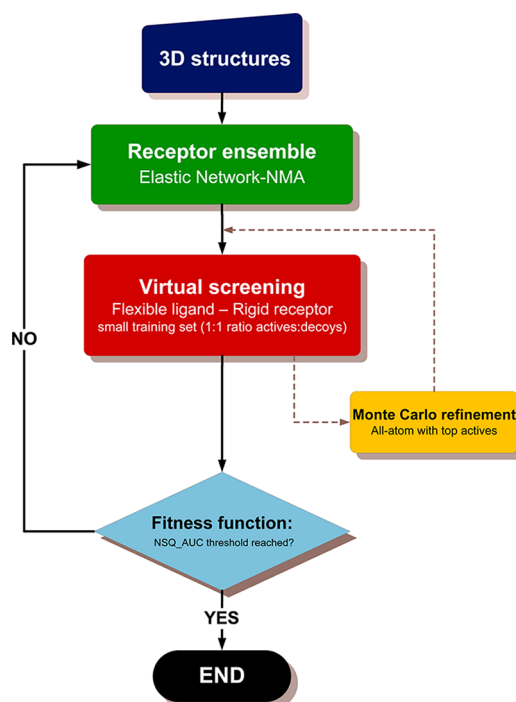 3D structures
Receptor ensemble
Elastic Network-NMA
Virtual screening
Flexible ligand – Rigid receptor
small training set (1:1 ratio actives:decoys)
NO
Monte Carlo refinement
All-atom with top actives
Fitness function:
NSQ_AUC threshold reached?
YES
END